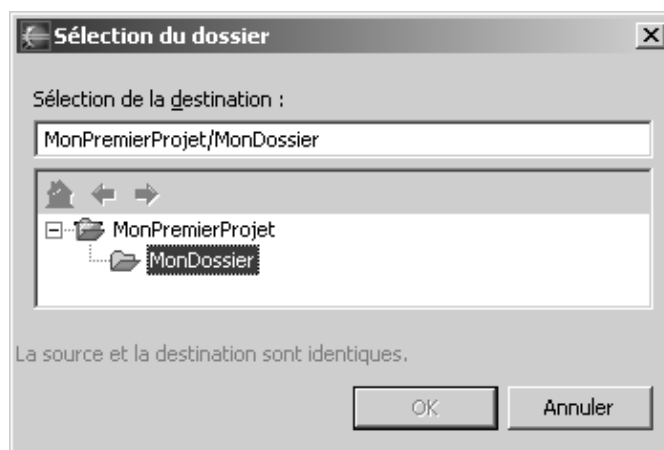 Sélection du dossier
Sélection de la destination :
MonPremierProjet/MonDossier
MonPremierProjet
MonDossier
La source et la destination sont identiques.
OK Annuler